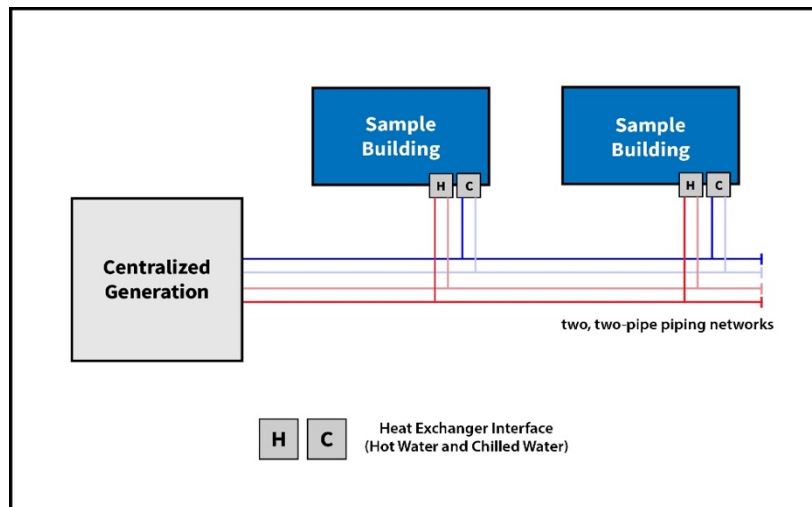 Sample
Building
H C
Sample
Building
H C
Centralized
Generation
two, two-pipe piping networks
H C
Heat Exchanger Interface
(Hot Water and Chilled Water)